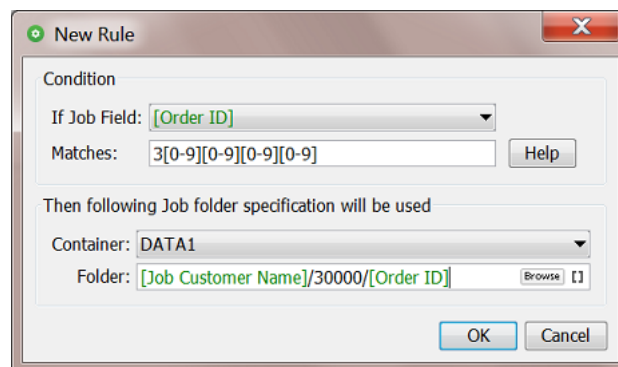 New Rule
Condition
If Job Field: [Order ID]
Matches: 3[0-9][0-9][0-9][0-9] Help
Then following Job folder specification will be used
Container: DATA1
Folder: [Job Customer Name]/30000/[Order ID] Browse []
OK Cancel